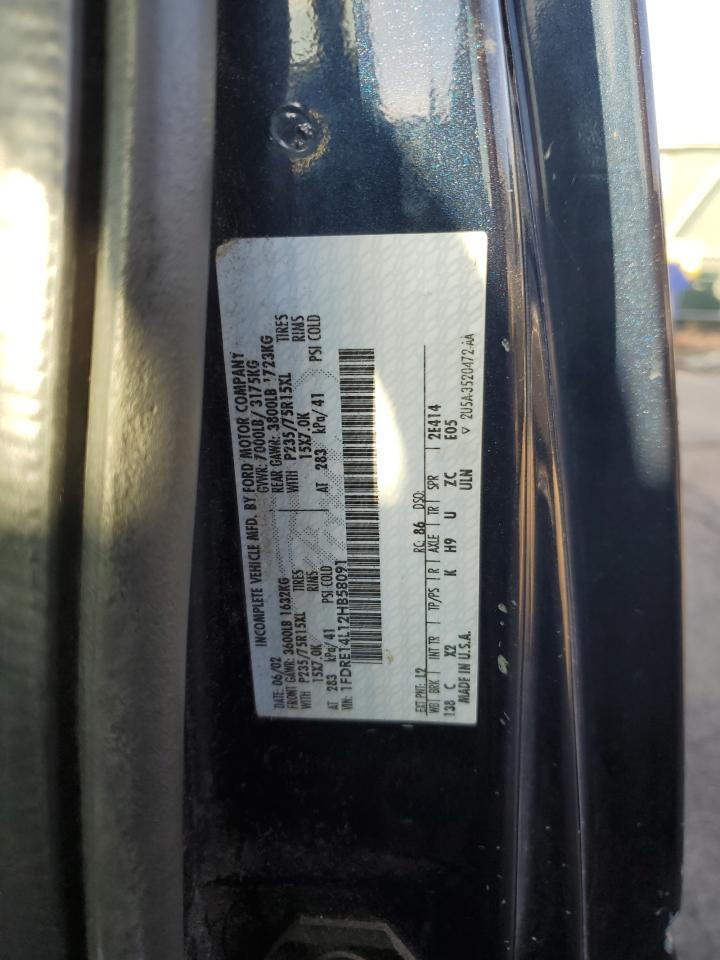 INCOMPLETE VEHICLE MFD. BY FORD MOTOR COMPANY
DATE: 06/02 GVWR: 7000LB/ 3175KG
FRONT GAWR: 3600LB 1632KG REAR GAWR: 3800LB 1723KG
WITH P235/75R15XL TIRES WITH P235/75R15XL TIRES
15X7.0K RIMS 15X7.0K RIMS
AT 283 kPa/41 PSI COLD AT 283 kPa/41 PSI COLD
VIN: 1FDRE14L12HB58091
EXT PNT: L2 RC: 86 DSO:
WB BRK INT TR TP/PS R AXLE TR SPR 2E414
138 C X2 K H9 U ZC E05
MADE IN U.S.A. ULN
▽ 2U5A-3520472-AA